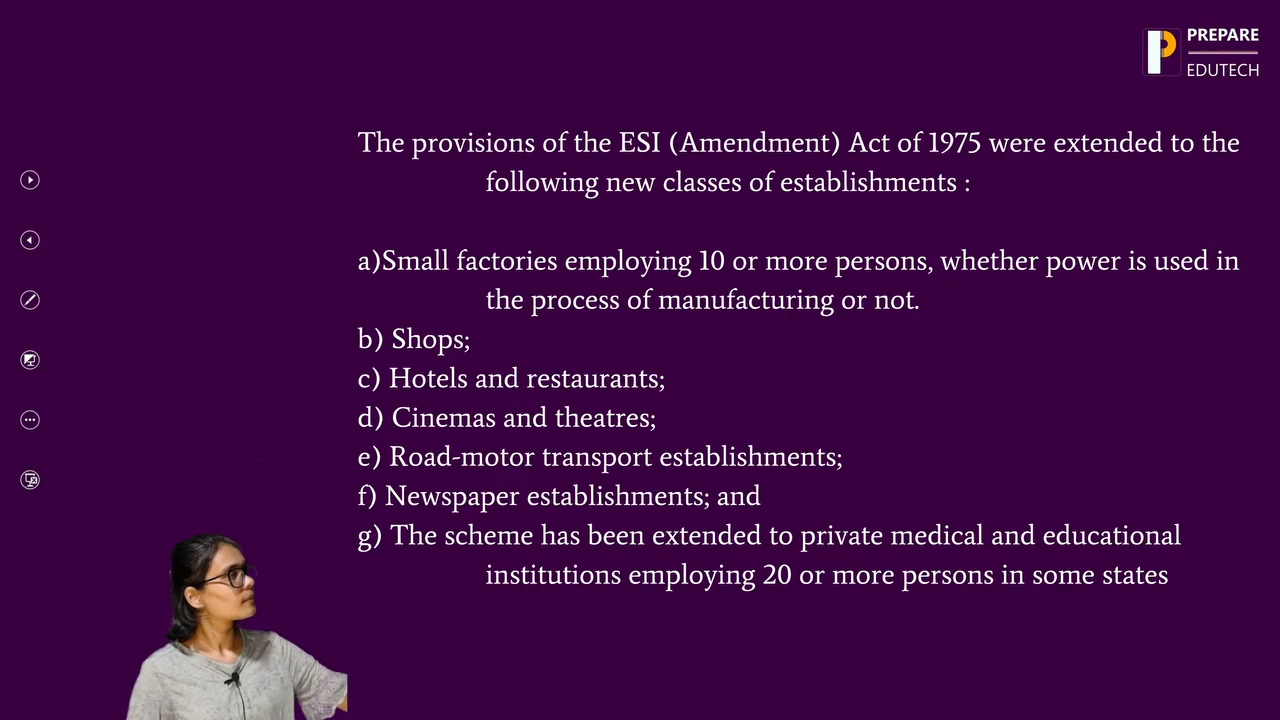 PREPARE
EDUTECH
The provisions of the ESI (Amendment) Act of 1975 were extended to the
following new classes of establishments :
a)Small factories employing 10 or more persons, whether power is used in
the process of manufacturing or not.
b) Shops;
c) Hotels and restaurants;
d) Cinemas and theatres;
e) Road-motor transport establishments;
f) Newspaper establishments; and
g) The scheme has been extended to private medical and educational
institutions employing 20 or more persons in some states